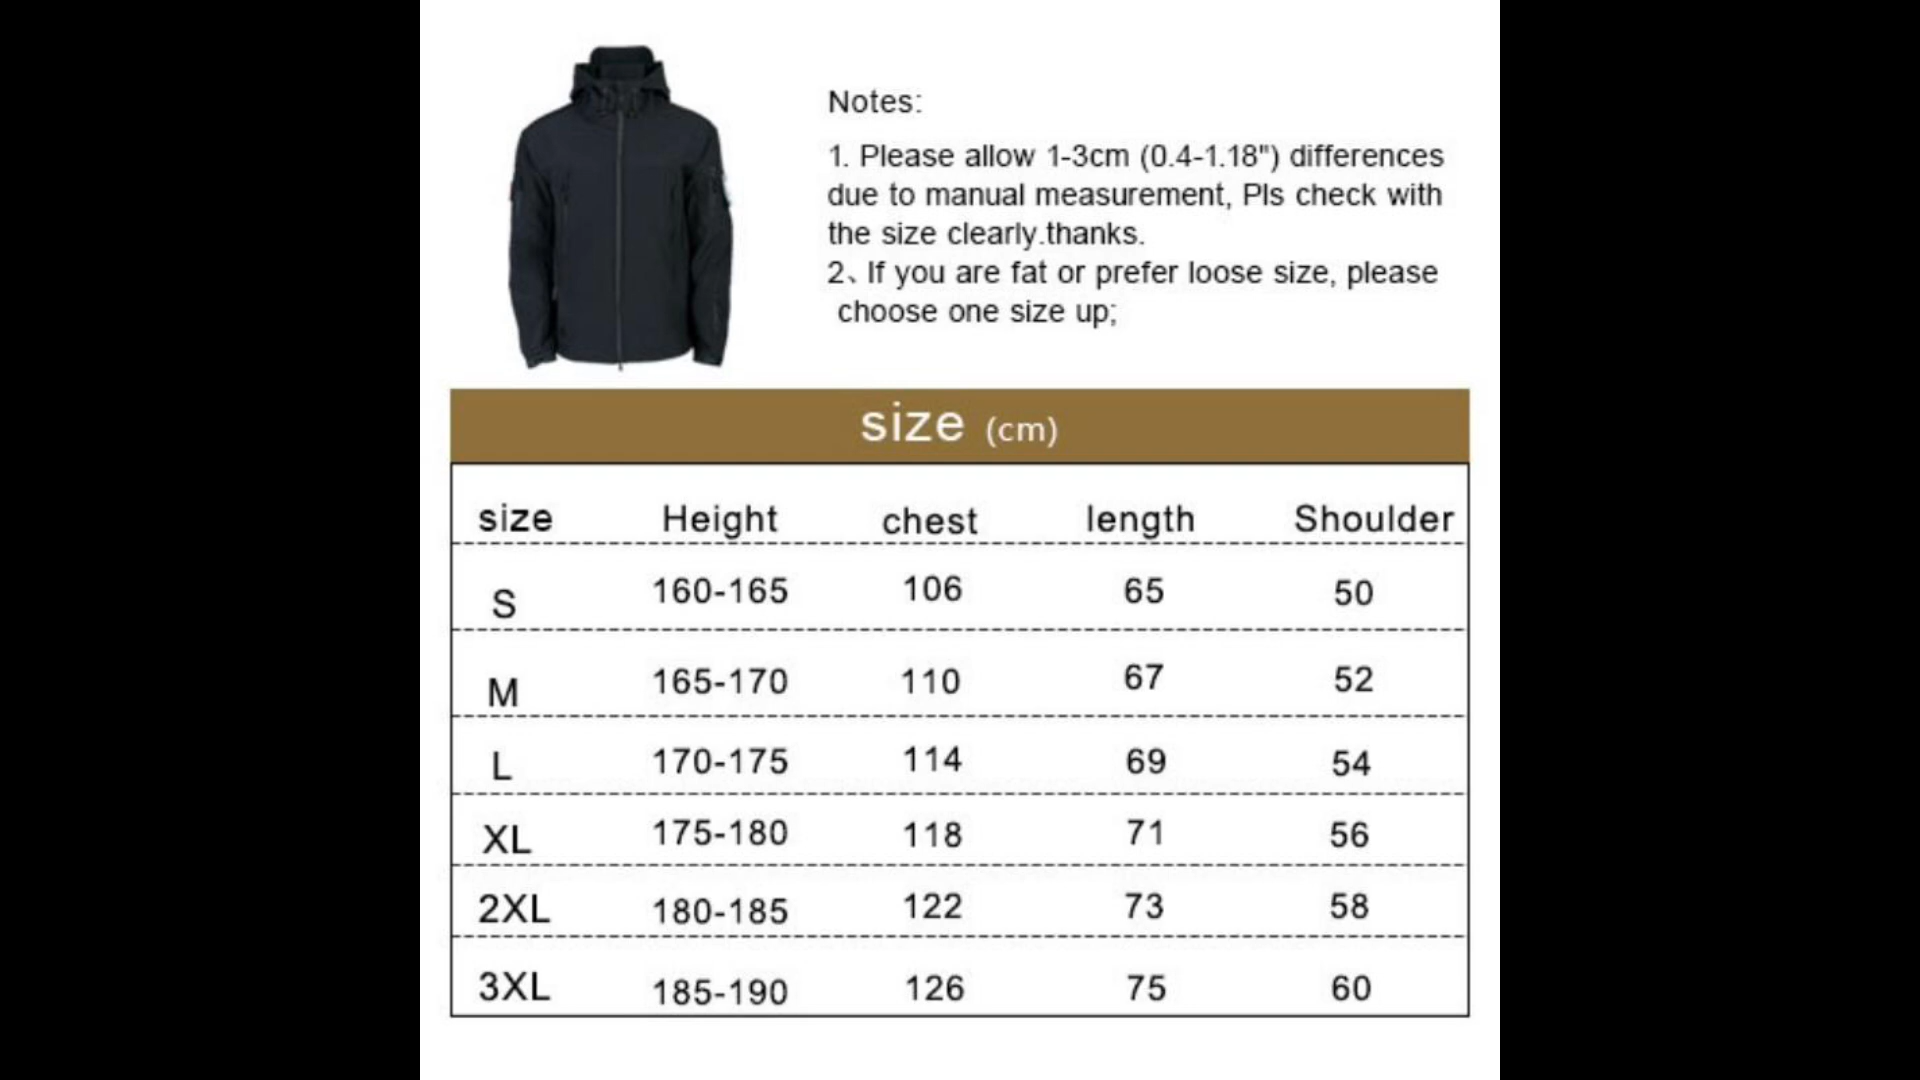 Notes:
1. Please allow 1-3cm (0.4-1.18") differences
due to manual measurement, Pls check with
the size clearly.thanks.
2、If you are fat or prefer loose size, please
choose one size up;
size (cm)
size Height chest length Shoulder
S 160-165 106 65 50
M 165-170 110 67 52
L 170-175 114 69 54
XL 175-180 118 71 56
2XL 180-185 122 73 58
3XL 185-190 126 75 60